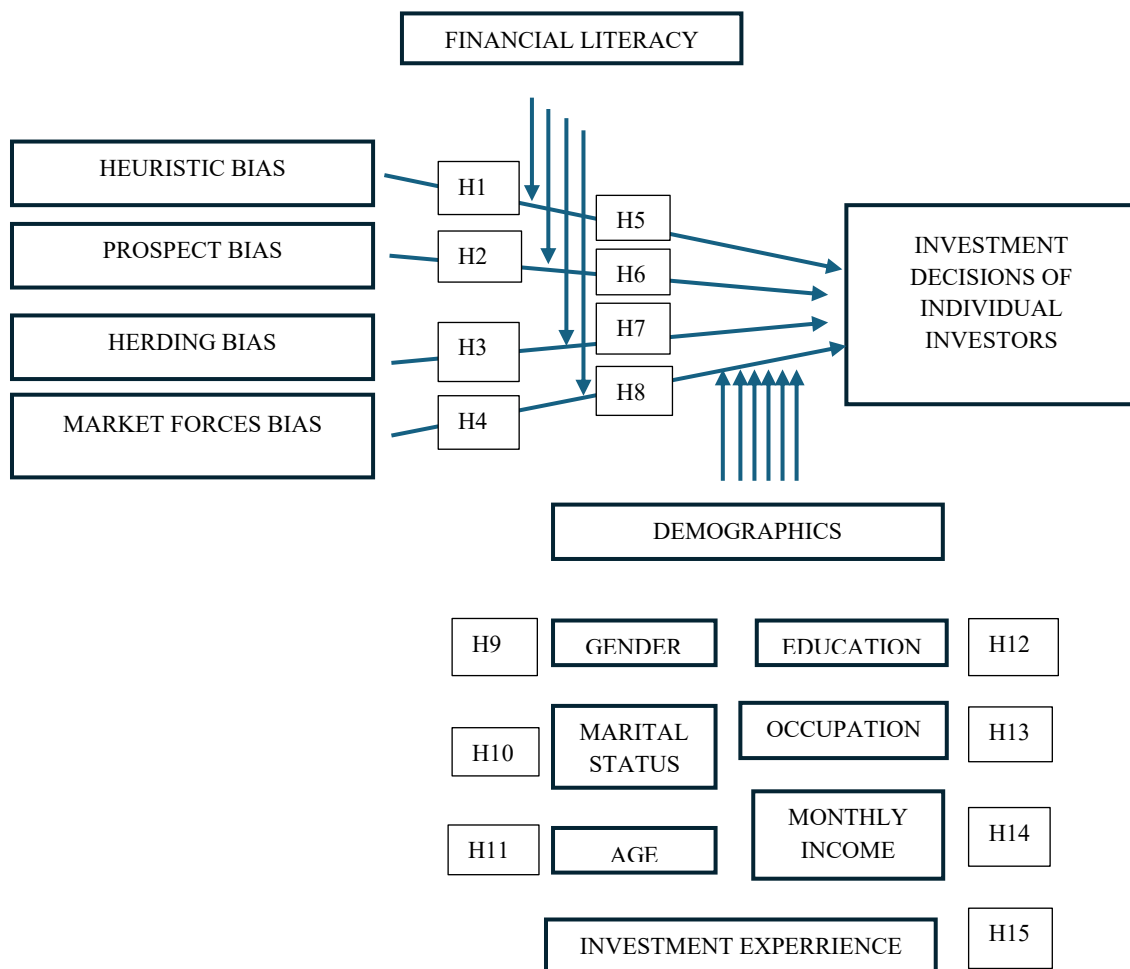 FINANCIAL LITERACY
HEURISTIC BIAS
H1
H5
PROSPECT BIAS
H2
H6
INVESTMENT
DECISIONS OF
INDIVIDUAL
INVESTORS
HERDING BIAS
H3
H7
MARKET FORCES BIAS
H4
H8
DEMOGRAPHICS
H9
GENDER
EDUCATION
H12
H10
MARITAL
STATUS
OCCUPATION
H13
H11
AGE
MONTHLY
INCOME
H14
INVESTMENT EXPERRIENCE
H15